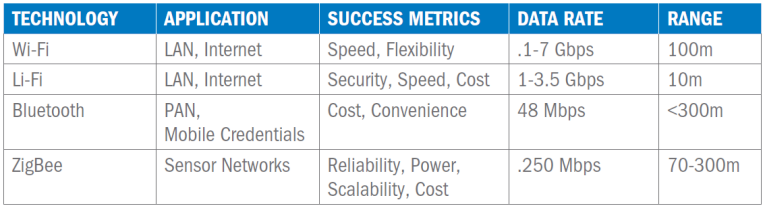 TECHNOLOGY APPLICATION SUCCESS METRICS DATA RATE RANGE
Wi-Fi LAN, Internet Speed, Flexibility .1-7 Gbps 100m
Li-Fi LAN, Internet Security, Speed, Cost 1-3.5 Gbps 10m
Bluetooth PAN, Cost, Convenience 48 Mbps <300m
Mobile Credentials
ZigBee Sensor Networks Reliability, Power, .250 Mbps 70-300m
Scalability, Cost